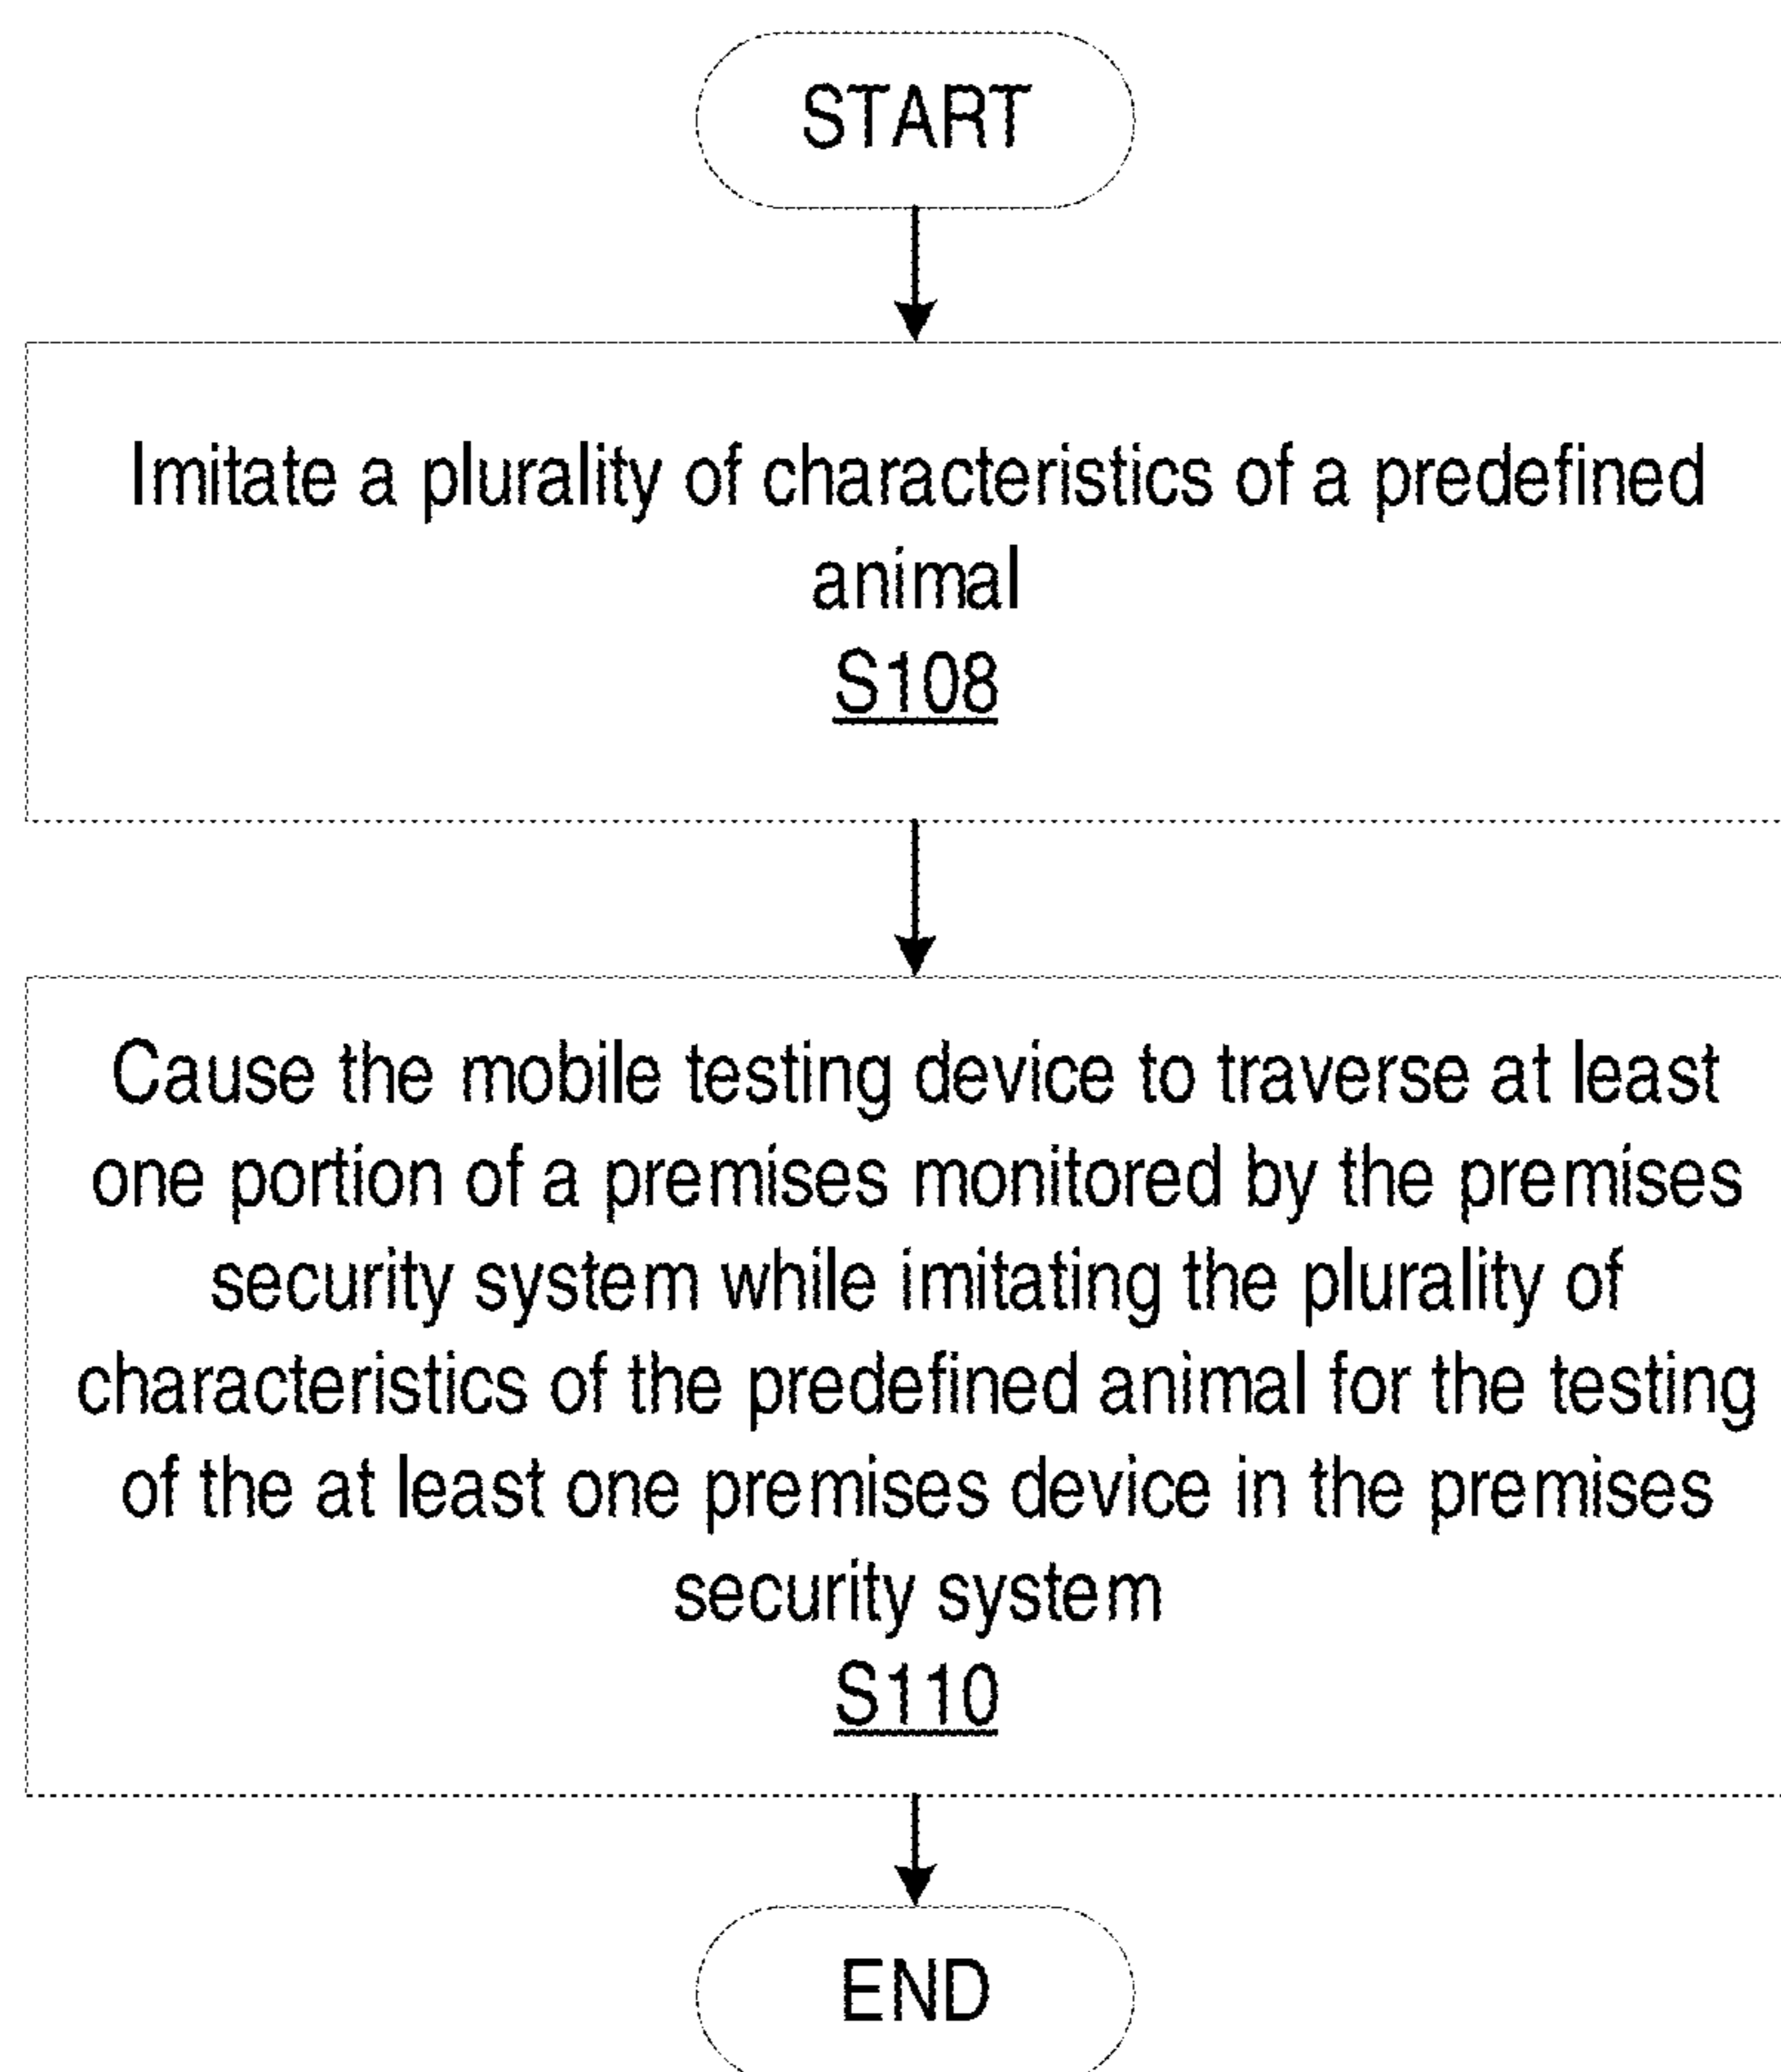 START
Imitate a plurality of characteristics of a predefined
animal
S108
Cause the mobile testing device to traverse at least
one portion of a premises monitored by the premises
security system while imitating the plurality of
characteristics of the predefined animal for the testing
of the at least one premises device in the premises
security system
S110
END